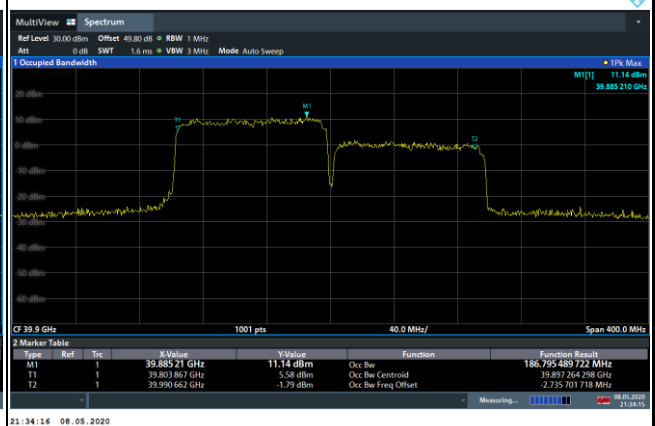 MultiView Spectrum
Ref Level 30.00 dBm Offset 49.80 dB RBW 1 MHz
Att 0 dB SWT 1.6 ms VBW 3 MHz Mode Auto Sweep
1 Occupied Bandwidth 1Pk Max
M1[1] 11.14 dBm
39.885 210 GHz
20 dBm
M1
10 dBm
T1
T2
0 dBm
-10 dBm
-20 dBm
-30 dBm
-40 dBm
-50 dBm
-60 dBm
CF 39.9 GHz 1001 pts 40.0 MHz/ Span 400.0 MHz
2 Marker Table
Type Ref Trc X-Value Y-Value Function Function Result
M1 1 39.885 21 GHz 11.14 dBm Occ Bw 186.795 489 722 MHz
T1 1 39.803 867 GHz 5.58 dBm Occ Bw Centroid 39.897 264 298 GHz
T2 1 39.990 662 GHz -1.79 dBm Occ Bw Freq Offset -2.735 701 718 MHz
Measuring... 08.05.2020
21:34:15
21:34:16 08.05.2020